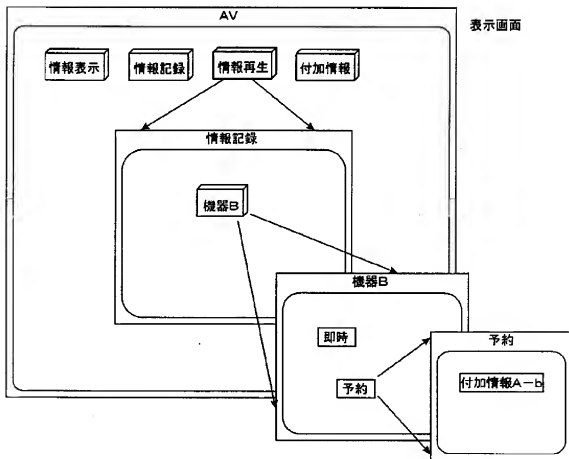 AV
表示画面
情報表示
情報記録
情報再生
付加情報
情報記録
機器B
機器B
即時
予約
予約
付加情報A－b